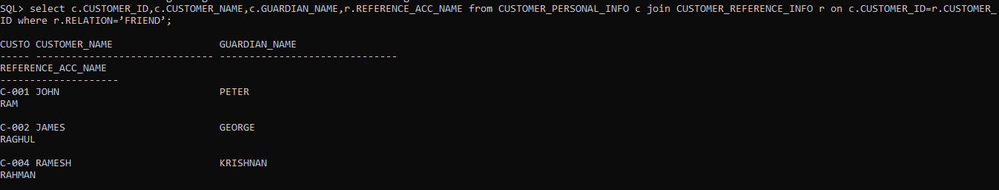 SQL> select c.CUSTOMER_ID,c.CUSTOMER_NAME,c.GUARDIAN_NAME,r.REFERENCE_ACC_NAME from CUSTOMER_PERSONAL_INFO c join CUSTOMER_REFERENCE_INFO r on c.CUSTOMER_ID=r.CUSTOMER_
ID where r.RELATION=’FRIEND’;
CUSTO CUSTOMER_NAME                  GUARDIAN_NAME
----- ------------------------------ ------------------------------
REFERENCE_ACC_NAME
--------------------
C-001 JOHN                           PETER
RAM
C-002 JAMES                          GEORGE
RAGHUL
C-004 RAMESH                         KRISHNAN
RAHMAN